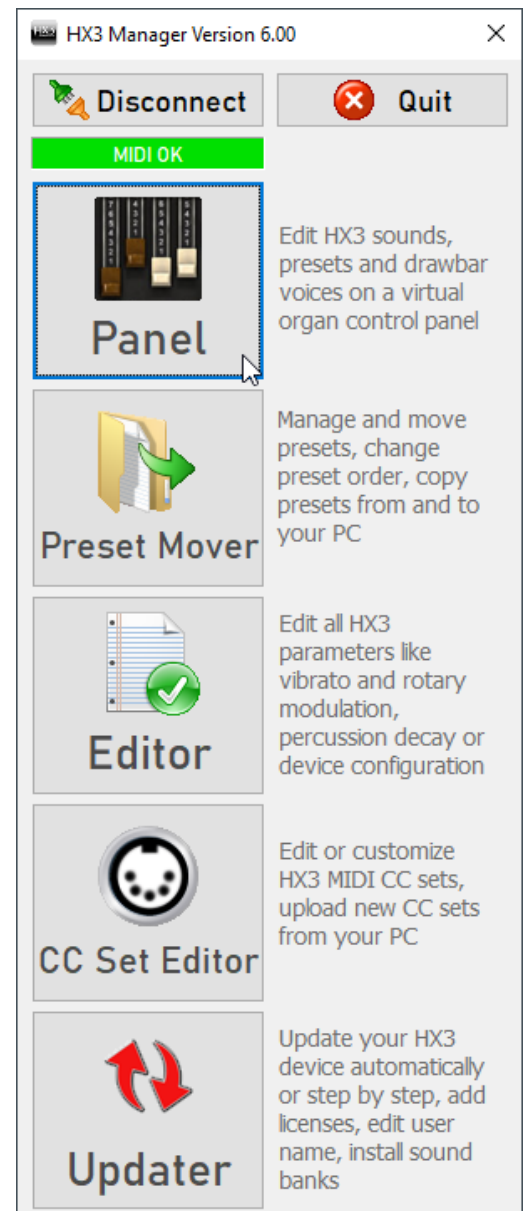 HX3 Manager Version 6.00
Disconnect
Quit
MIDI OK
Panel
Edit HX3 sounds,
presets and drawbar
voices on a virtual
organ control panel
Preset Mover
Manage and move
presets, change
preset order, copy
presets from and to
your PC
Editor
Edit all HX3
parameters like
vibrato and rotary
modulation,
percussion decay or
device configuration
CC Set Editor
Edit or customize
HX3 MIDI CC sets,
upload new CC sets
from your PC
Updater
Update your HX3
device automatically
or step by step, add
licenses, edit user
name, install sound
banks